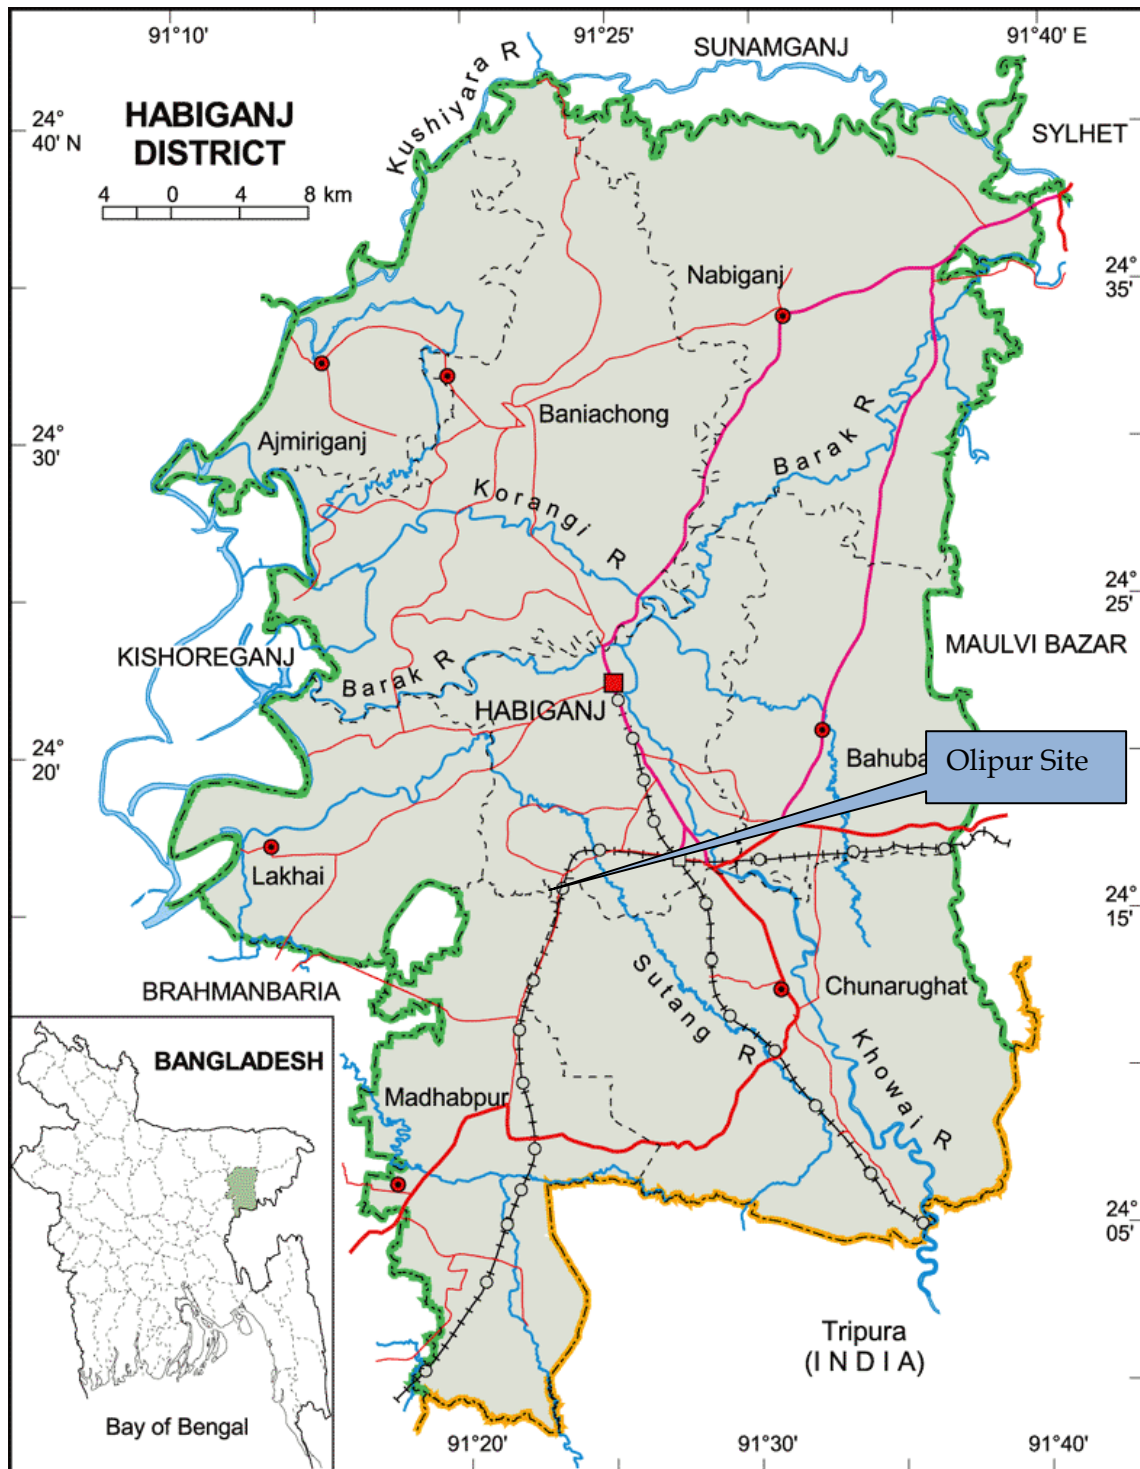 91°10'
91°25'
91°40' E
SUNAMGANJ
Kushiyara R
24°
40' N
HABIGANJ
DISTRICT
SYLHET
4 0 4 8 km
Nabiganj
24°
35'
Baniachong
Ajmiriganj
24°
30'
Barak R
Korangi R
24°
25'
KISHOREGANJ
MAULVI BAZAR
Barak R
HABIGANJ
24°
20'
Bahuba
Olipur Site
Lakhai
24°
15'
Sutang R
Chunarughat
BRAHMANBARIA
Khowai R
BANGLADESH
Madhabpur
24°
05'
Tripura
(INDIA)
Bay of Bengal
91°20'
91°30'
91°40'